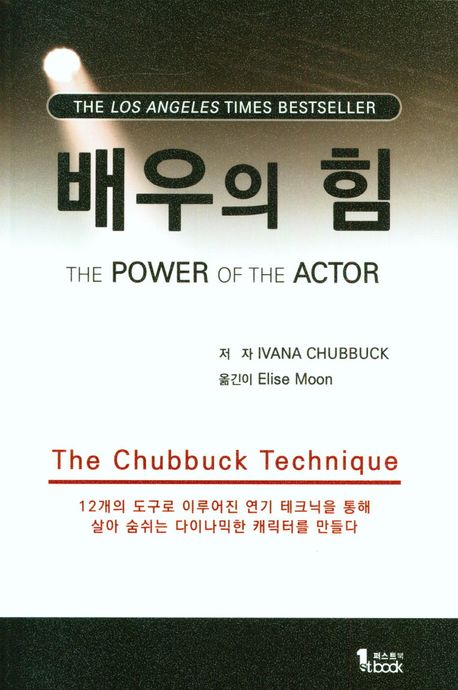 THE LOS ANGELES TIMES BESTSELLER
배우의 힘
THE POWER OF THE ACTOR
저 자 IVANA CHUBBUCK
옮긴이 Elise Moon
The Chubbuck Technique
12개의 도구로 이루어진 연기 테크닉을 통해
살아 숨쉬는 다이나믹한 캐릭터를 만들다
퍼스트북
1st book